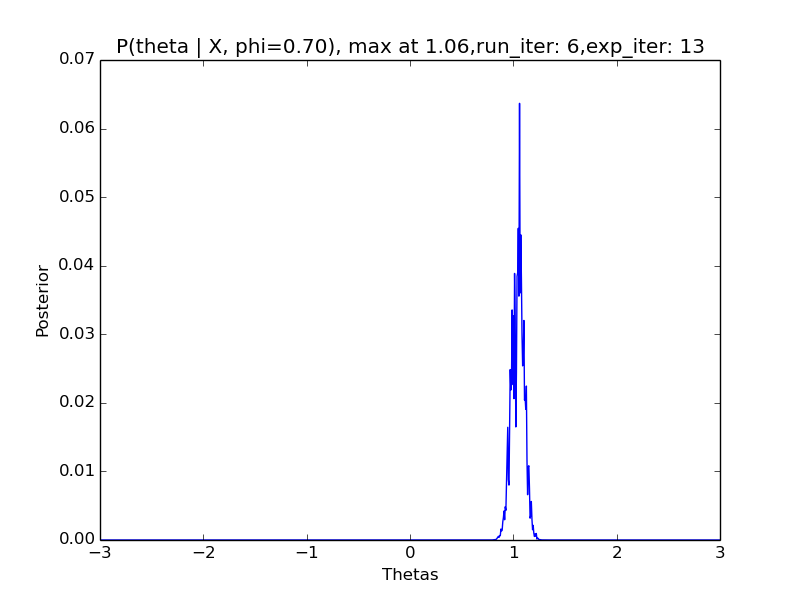 P(theta | X, phi=0.70), max at 1.06,run_iter: 6,exp_iter: 13
0.07
0.06
0.05
0.04
0.03
0.02
0.01
0.00
Posterior
−3 −2 −1 0 1 2 3
Thetas